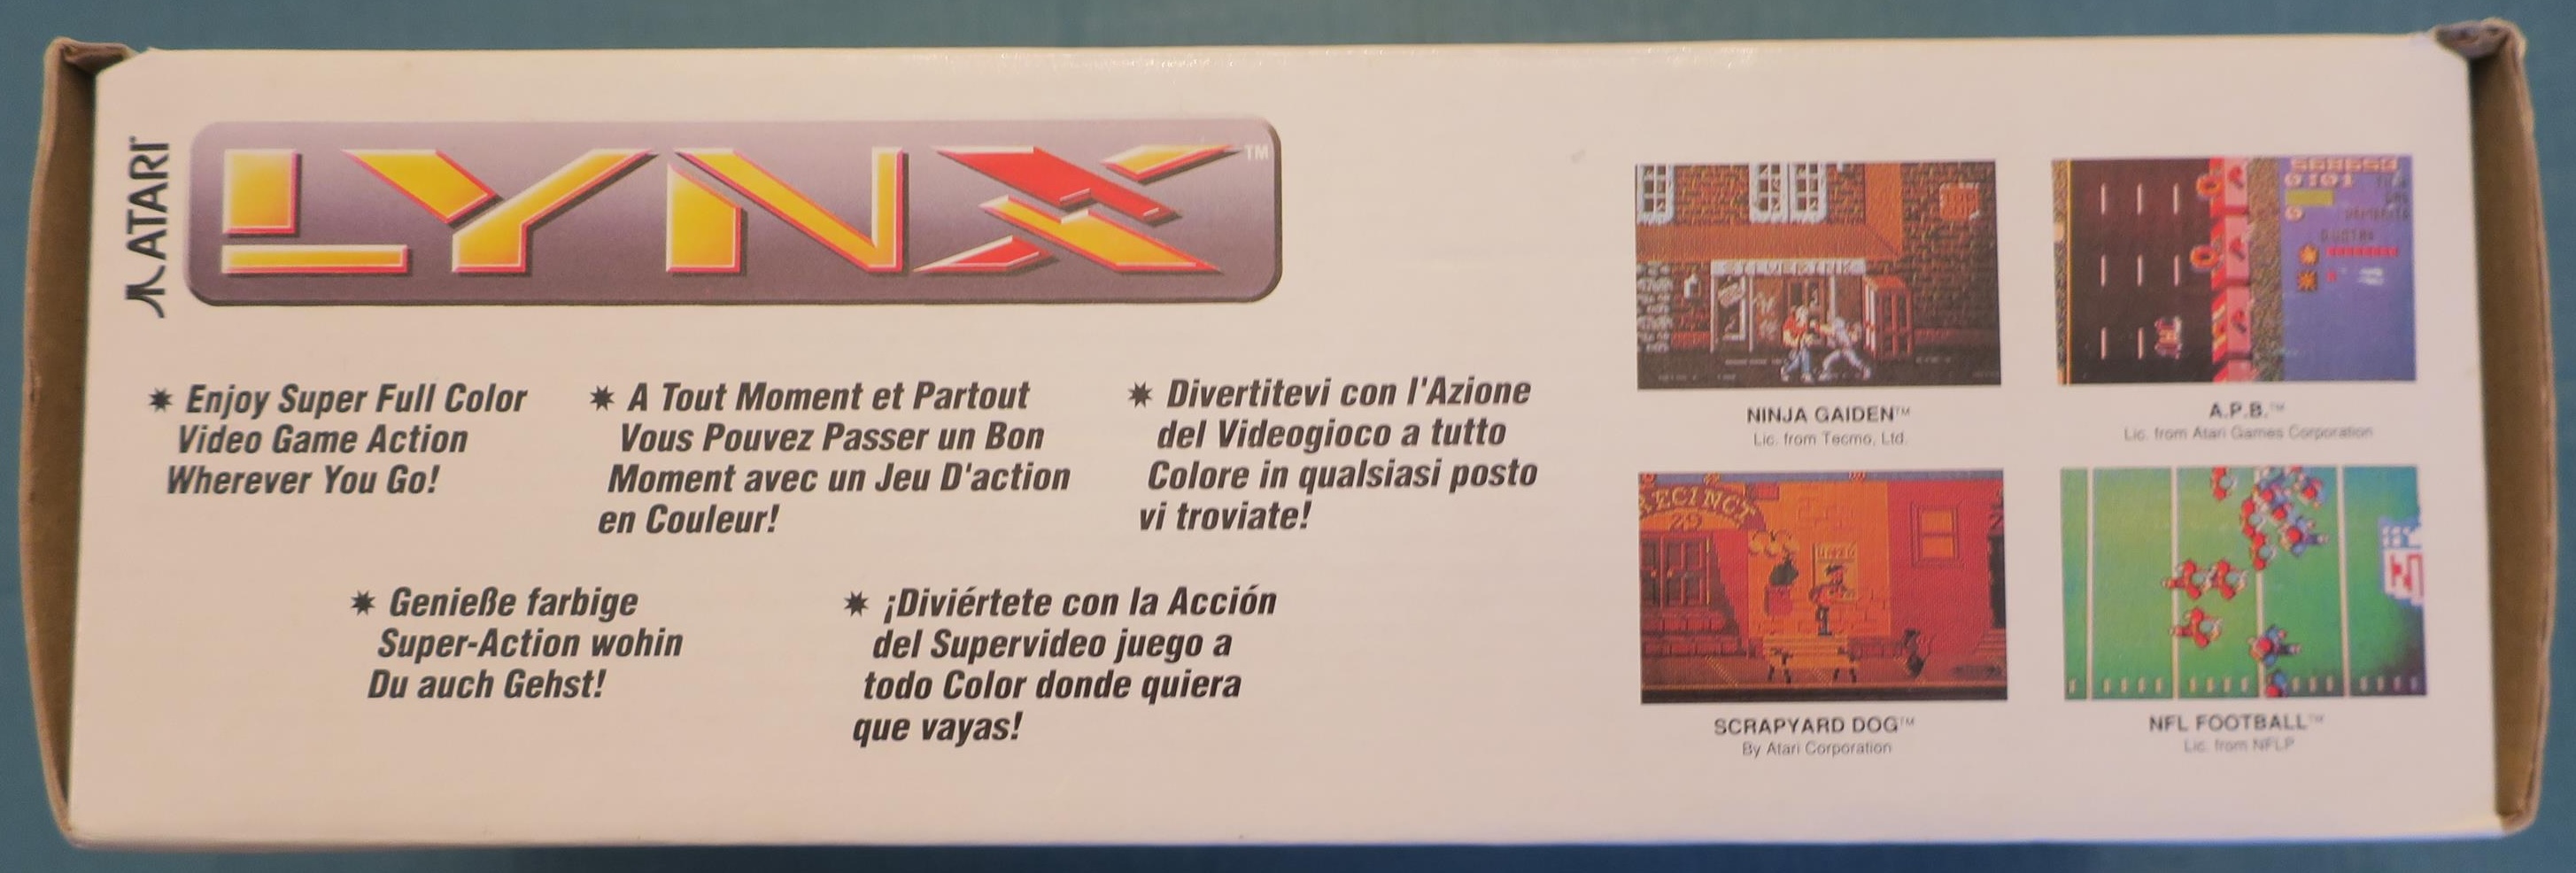 ATARI
LYNX™
✷ Enjoy Super Full Color
Video Game Action
Wherever You Go!
✷ A Tout Moment et Partout
Vous Pouvez Passer un Bon
Moment avec un Jeu D'action
en Couleur!
✷ Divertitevi con l'Azione
del Videogioco a tutto
Colore in qualsiasi posto
vi troviate!
✷ Genieße farbige
Super-Action wohin
Du auch Gehst!
✷ ¡Diviértete con la Acción
del Supervideo juego a
todo Color donde quiera
que vayas!
NINJA GAIDEN™
Lic. from Tecmo, Ltd.
A.P.B.™
Lic. from Atari Games Corporation
PRECINCT
SCRAPYARD DOG™
By Atari Corporation
NFL FOOTBALL™
Lic. from NFLP